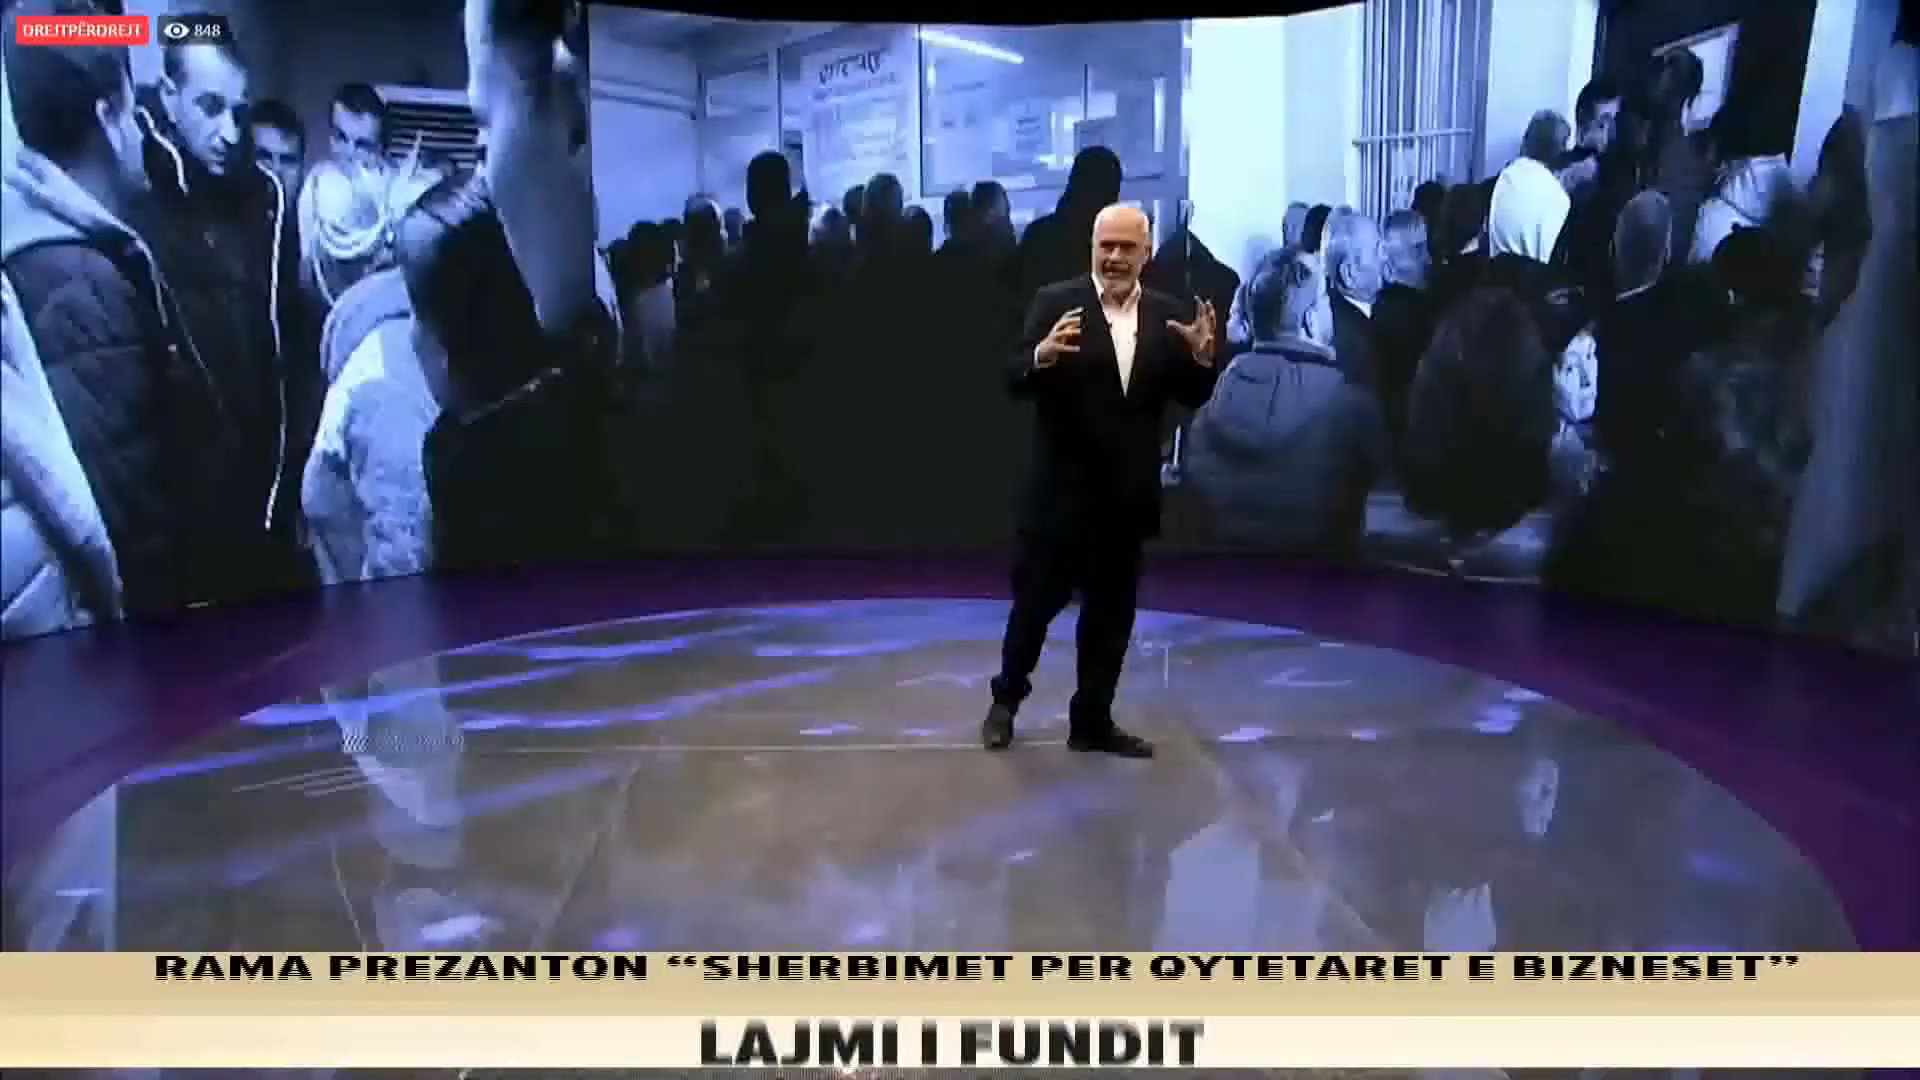 DREJTPËRDREJT 848
RAMA PREZANTON “SHERBIMET PER QYTETARET E BIZNESET”
LAJMI I FUNDIT